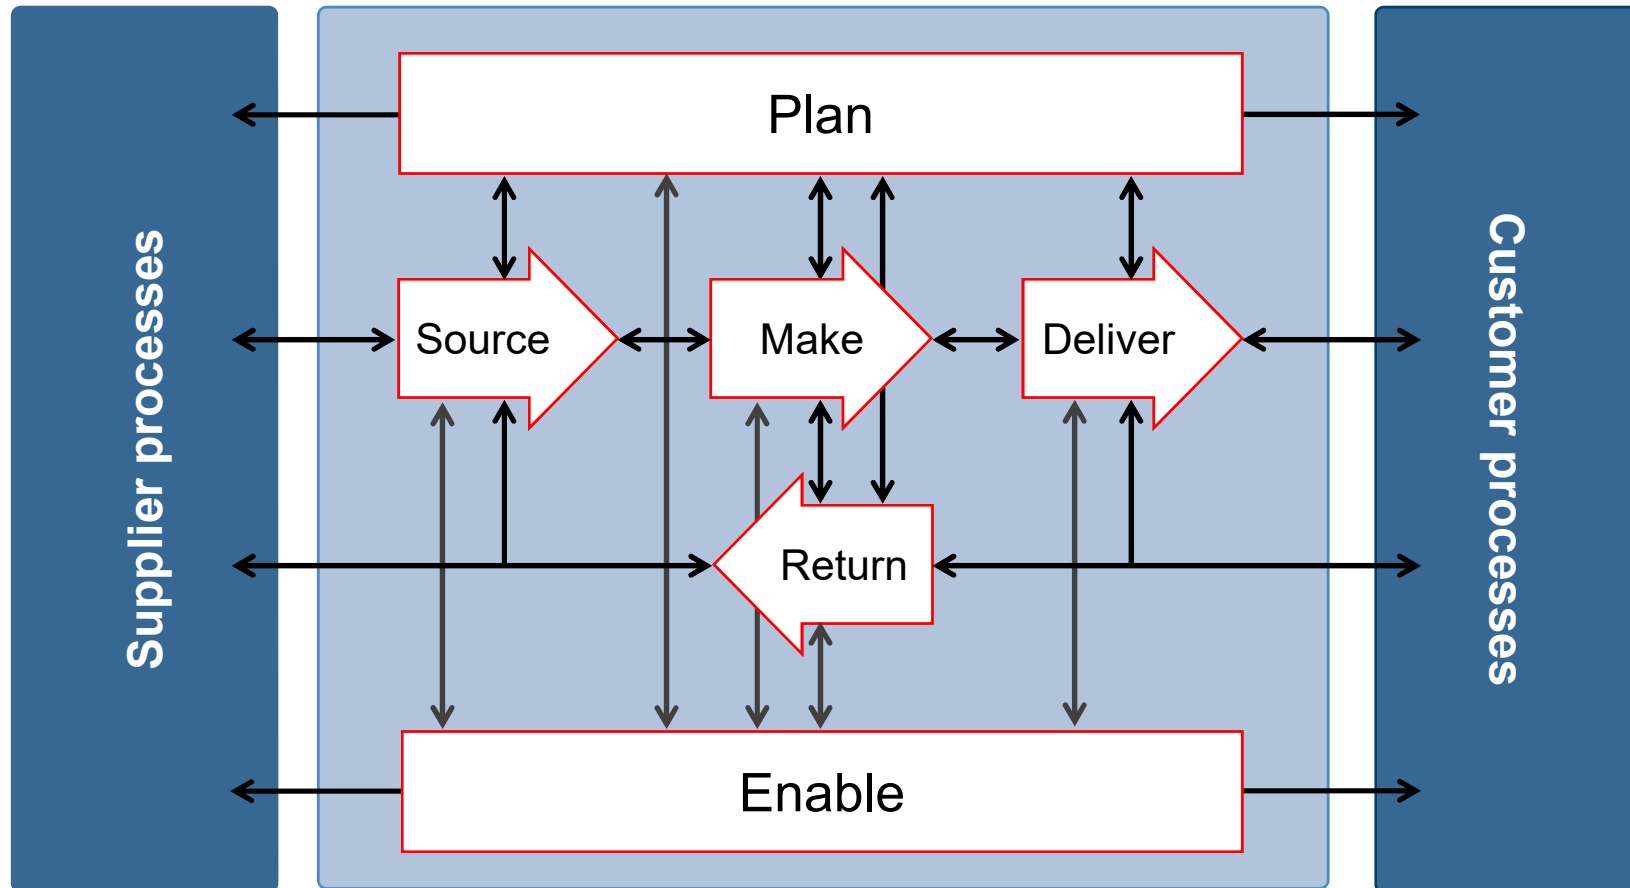 Plan
Supplier processes
Source
Make
Deliver
Customer processes
Return
Enable